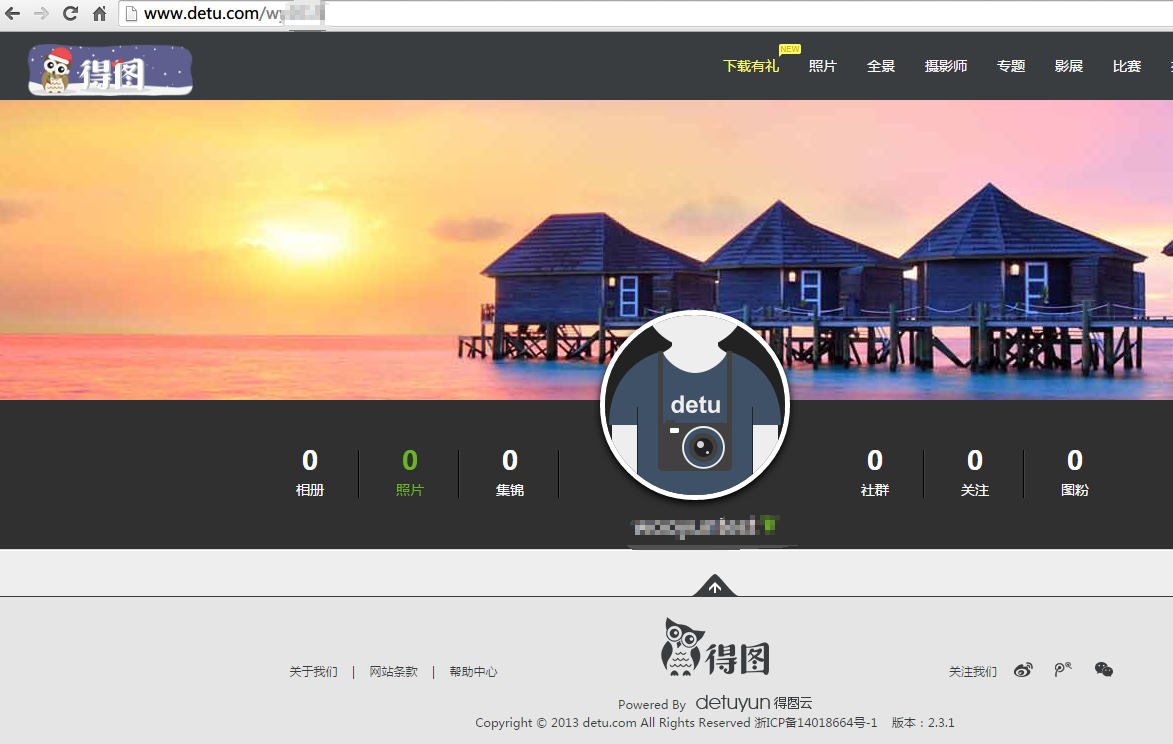 www.detu.com/wy
得图
NEW
下载有礼 照片 全景 摄影师 专题 影展 比赛
detu
0 0 0 0 0 0
相册 照片 集锦 社群 关注 图粉
得图
关于我们 | 网站条款 | 帮助中心
关注我们
Powered By detuyun 得图云
Copyright © 2013 detu.com All Rights Reserved 浙ICP备14018664号-1 版本：2.3.1